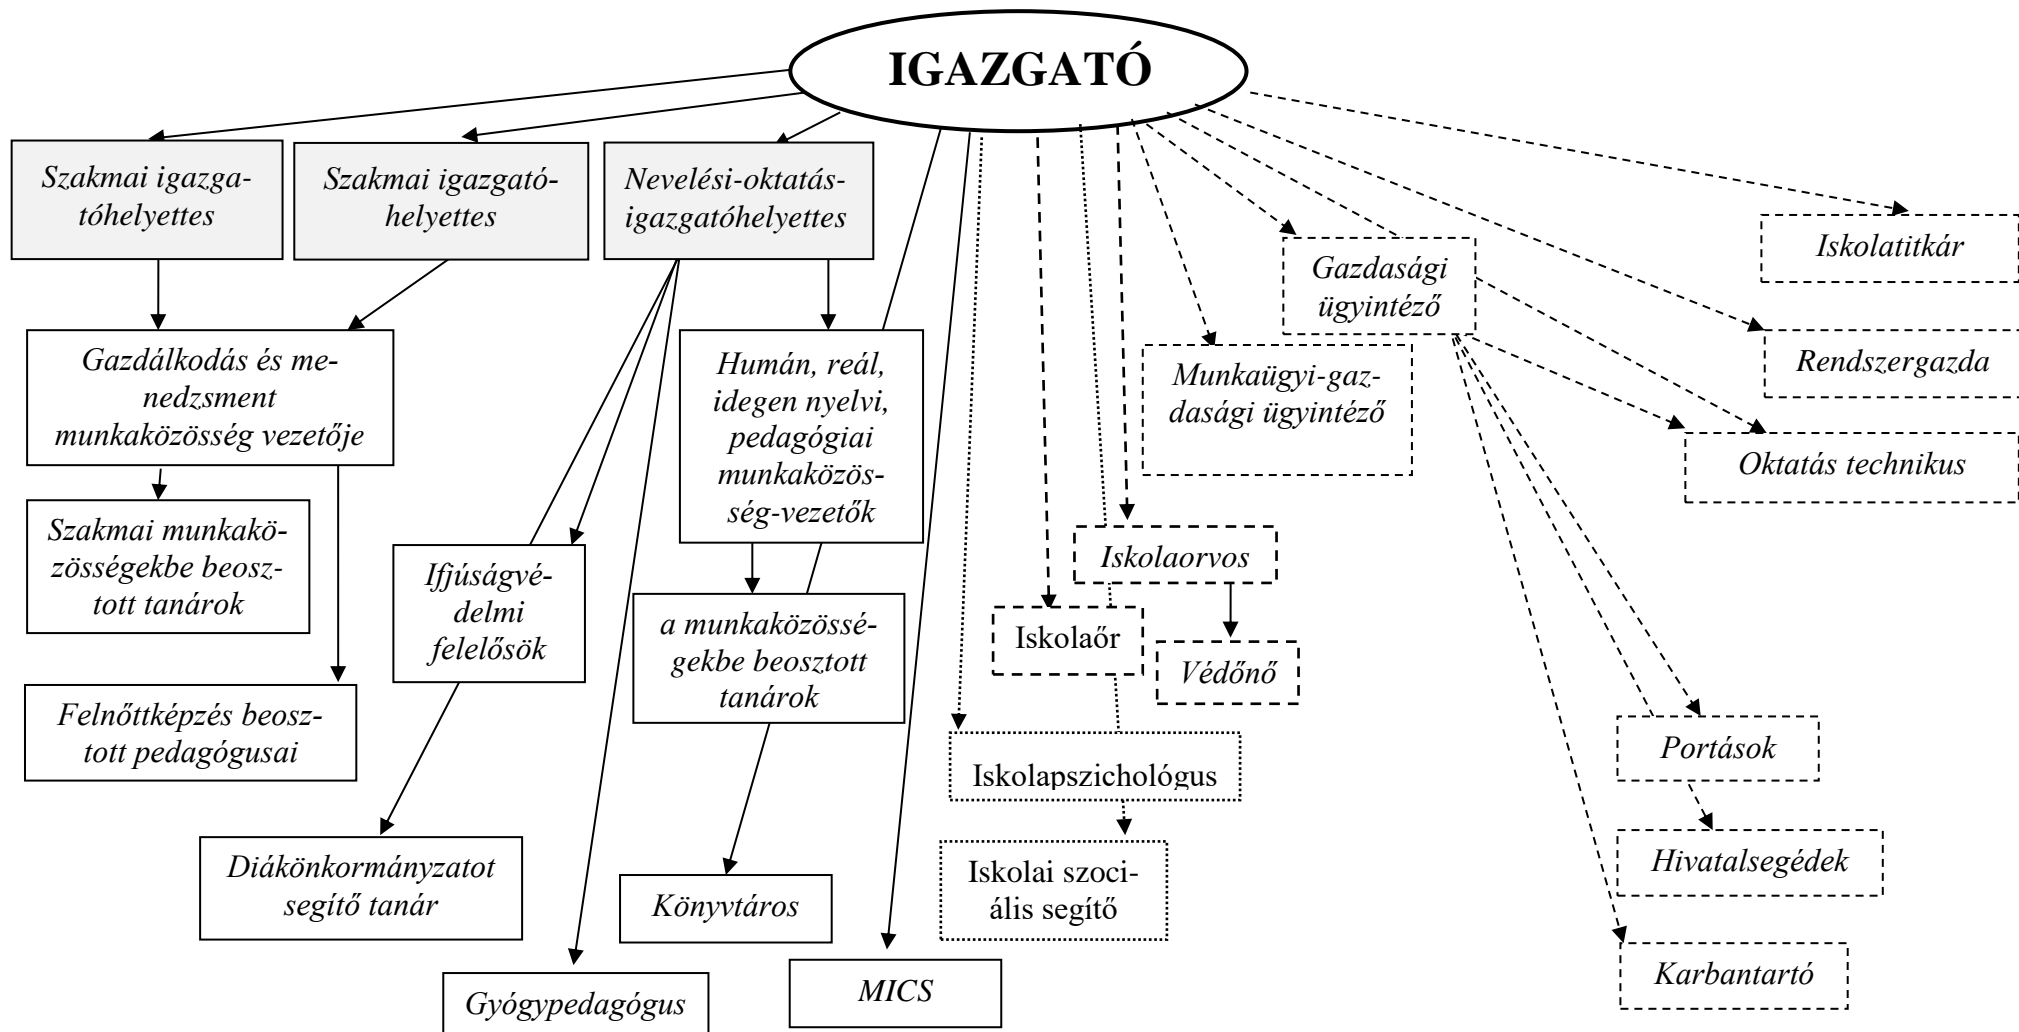 IGAZGATÓ
Szakmai igazga-
tóhelyettes
Szakmai igazgató-
helyettes
Nevelési-oktatás-
igazgatóhelyettes
Iskolatitkár
Gazdasági
ügyintéző
Rendszergazda
Munkaügyi-gaz-
dasági ügyintéző
Oktatás technikus
Gazdálkodás és me-
nedzsment
munkaközösség vezetője
Humán, reál,
idegen nyelvi,
pedagógiai
munkaközös-
ség-vezetők
Szakmai munkakö-
zösségekbe beosz-
tott tanárok
Ifjúságvé-
delmi
felelősök
a munkaközössé-
gekbe beosztott
tanárok
Iskolaorvos
Iskolaőr
Védőnő
Felnőttképzés beosz-
tott pedagógusai
Iskolapszichológus
Portások
Diákönkormányzatot
segítő tanár
Könyvtáros
Iskolai szoci-
ális segítő
Hivatalsegédek
Gyógypedagógus
MICS
Karbantartó